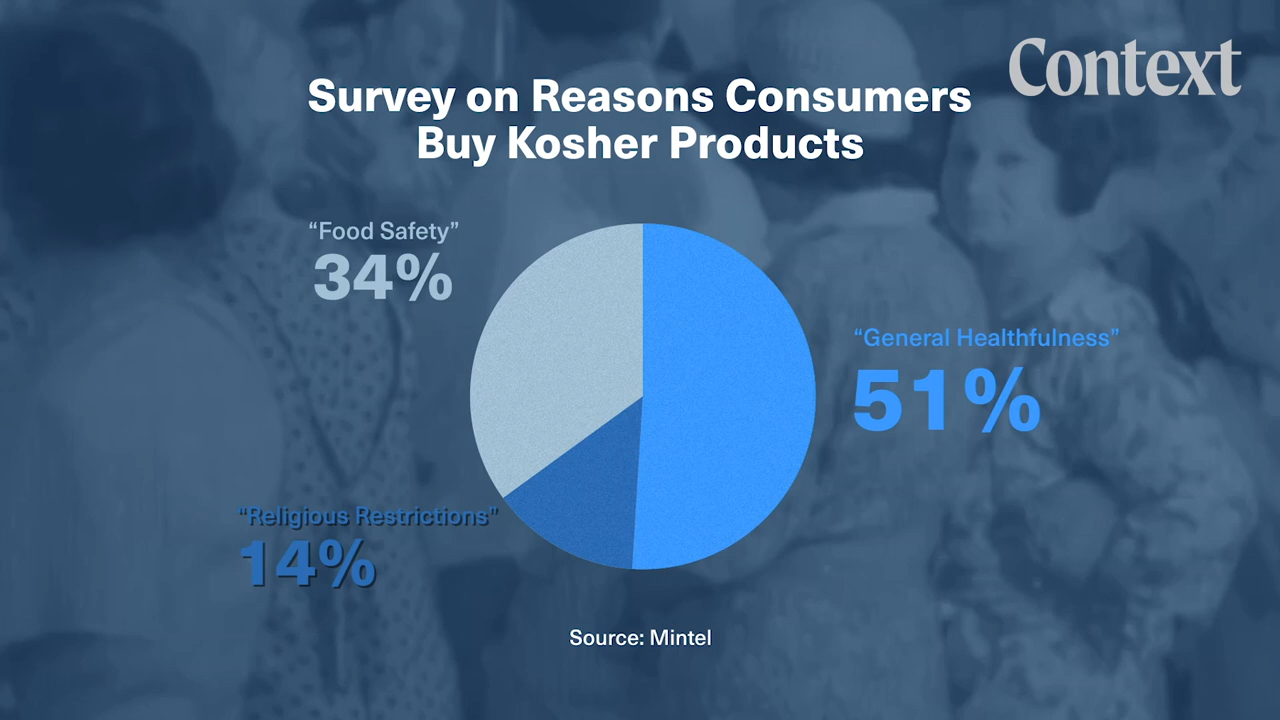 Context
Survey on Reasons Consumers
Buy Kosher Products
“Food Safety”
34%
“General Healthfulness”
51%
“Religious Restrictions”
14%
Source: Mintel